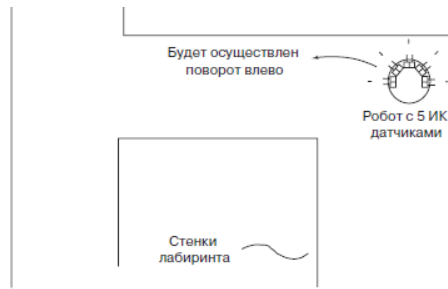 Будет осуществлен
поворот влево
Робот с 5 ИК
датчиками
Стенки
лабиринта